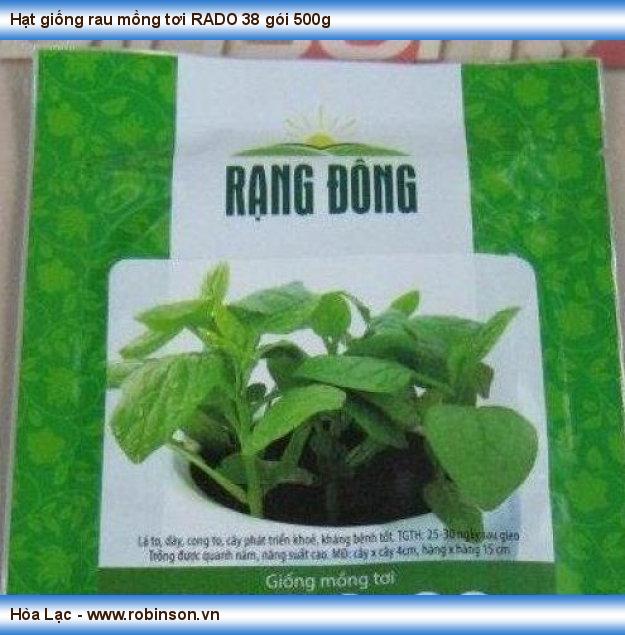 Hạt giống rau mồng tơi RADO 38 gói 500g
RẠNG ĐÔNG
Lá to, dày, cọng to, cây phát triển khoẻ, kháng bệnh tốt. TGTH: 25-30 ngày sau gieo
Trồng được quanh năm, năng suất cao. MĐ: cây x cây 4cm, hàng x hàng 15 cm
Giống mồng tơi
Hòa Lạc - www.robinson.vn